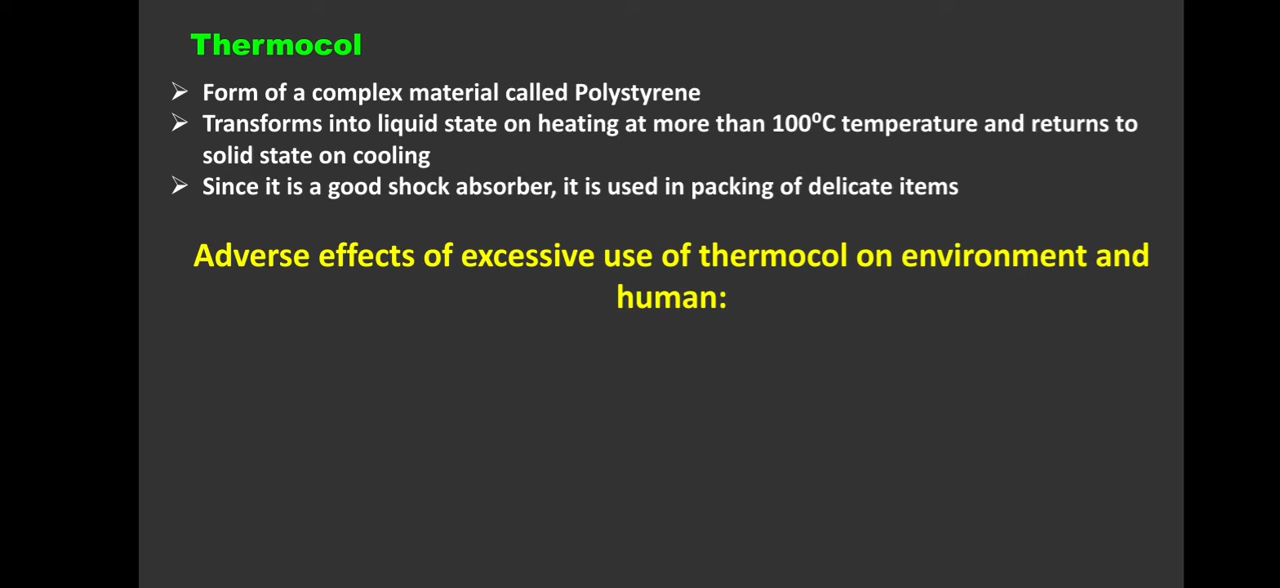 Thermocol
➢ Form of a complex material called Polystyrene
➢ Transforms into liquid state on heating at more than 100⁰C temperature and returns to
solid state on cooling
➢ Since it is a good shock absorber, it is used in packing of delicate items
Adverse effects of excessive use of thermocol on environment and
human: